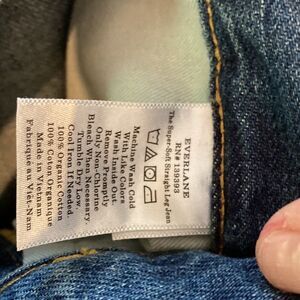 EVERLANE
RN# 139393
The Super-Soft Straight Leg Jean
Machine Wash Cold
With Like Colors
Wash Inside Out.
Remove Promptly
Only Non-Chlorine
Bleach When Necessary.
Tumble Dry Low.
Cool Iron If Needed.
100% Organic Cotton
100% Coton Organique
Made in Vietnam
Fabriqué au Viêt-Nam